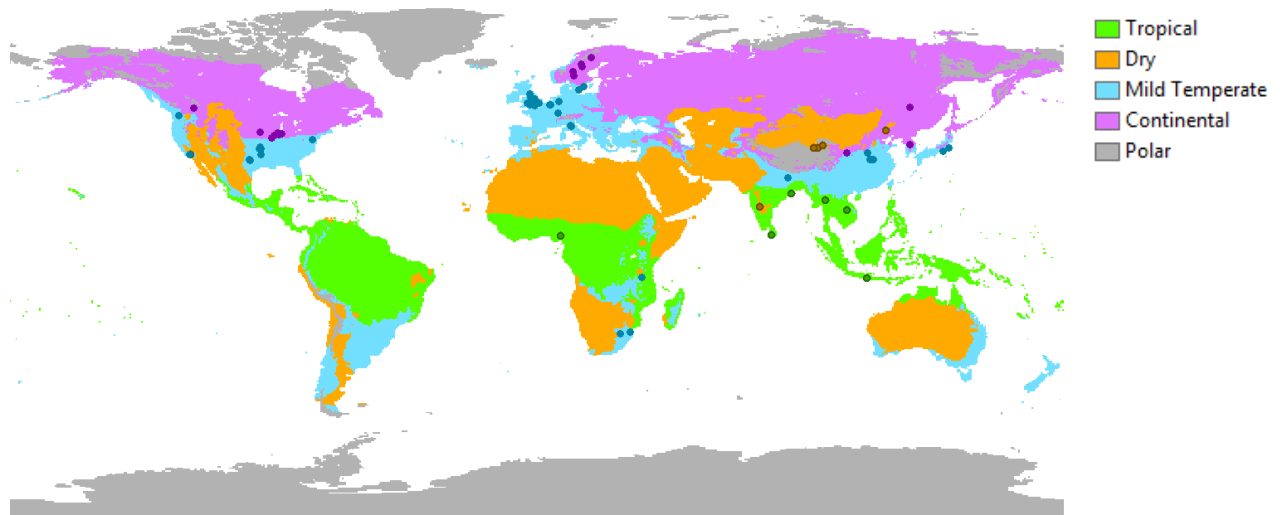 Tropical
Dry
Mild Temperate
Continental
Polar